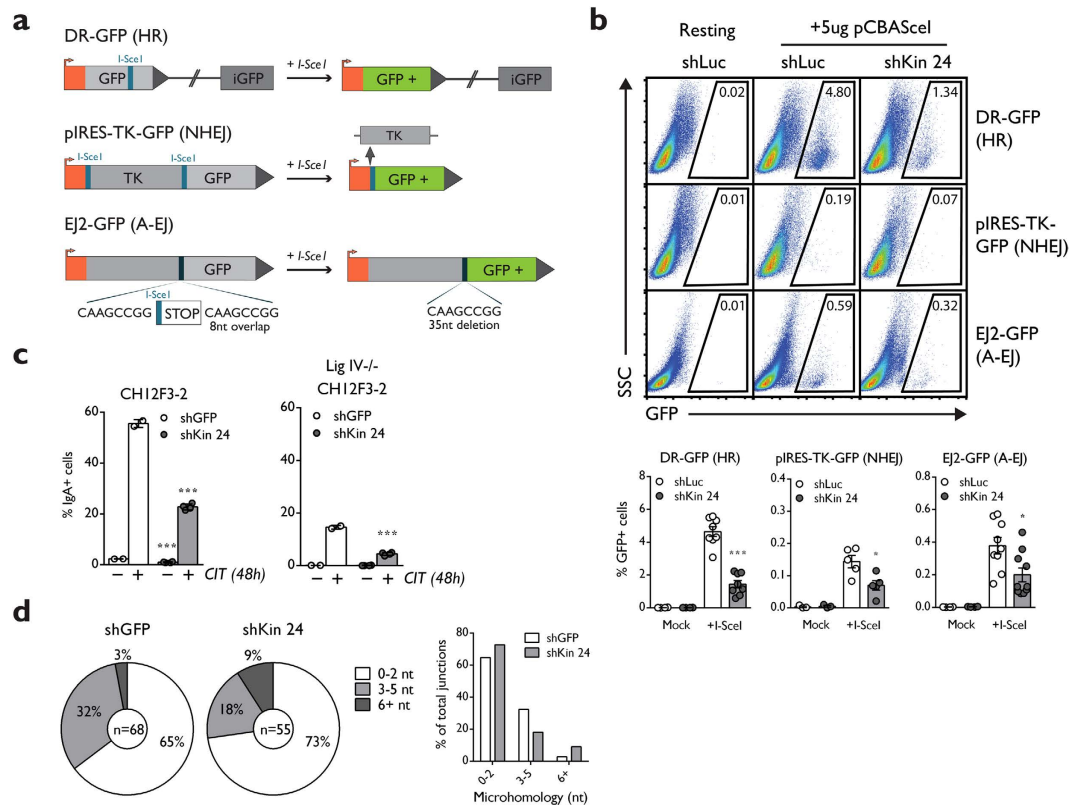 a
DR-GFP (HR)
I-SceI
GFP
iGFP
+ I-SceI
GFP +
iGFP
pIRES-TK-GFP (NHEJ)
I-SceI
I-SceI
TK
GFP
+ I-SceI
TK
GFP +
EJ2-GFP (A-EJ)
GFP
+ I-SceI
GFP +
I-SceI
CAAGCCGG STOP CAAGCCGG
8nt overlap
CAAGCCGG
35nt deletion
b
Resting
+5ug pCBASceI
shLuc
shLuc
shKin 24
0.02
4.80
1.34
DR-GFP
(HR)
0.01
0.19
0.07
pIRES-TK-
GFP (NHEJ)
0.01
0.59
0.32
EJ2-GFP
(A-EJ)
SSC
GFP
DR-GFP (HR)
% GFP+ cells
8
6
4
2
0
shLuc
shKin 24
***
Mock
+I-SceI
pIRES-TK-GFP (NHEJ)
0.4
0.3
0.2
0.1
0.0
shLuc
shKin 24
*
Mock
+I-SceI
EJ2-GFP (A-EJ)
0.8
0.6
0.4
0.2
0.0
shLuc
shKin 24
*
Mock
+I-SceI
c
CH12F3-2
% IgA+ cells
60
40
20
0
shGFP
shKin 24
***
***
– + – + CIT (48h)
Lig IV-/-
CH12F3-2
60
40
20
0
shGFP
shKin 24
***
– + – + CIT (48h)
d
shGFP
3%
32%
n=68
65%
shKin 24
9%
18%
n=55
73%
0-2 nt
3-5 nt
6+ nt
% of total junctions
80
60
40
20
0
shGFP
shKin 24
0-2
3-5
6+
Microhomology (nt)